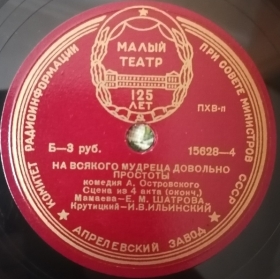 КОМИТЕТ РАДИОИНФОРМАЦИИ ПРИ СОВЕТЕ МИНИСТРОВ СССР
МАЛЫЙ
ТЕАТР
125
ЛЕТ
ПХВ-п
Б—3 руб. 15628—4
НА ВСЯКОГО МУДРЕЦА ДОВОЛЬНО
ПРОСТОТЫ
комедия А. Островского
Сцена из 4 акта (оконч.)
Мамаева—Е. М. ШАТРОВА
Крутицкий—И.В.ИЛЬИНСКИЙ
АПРЕЛЕВСКИЙ ЗАВОД